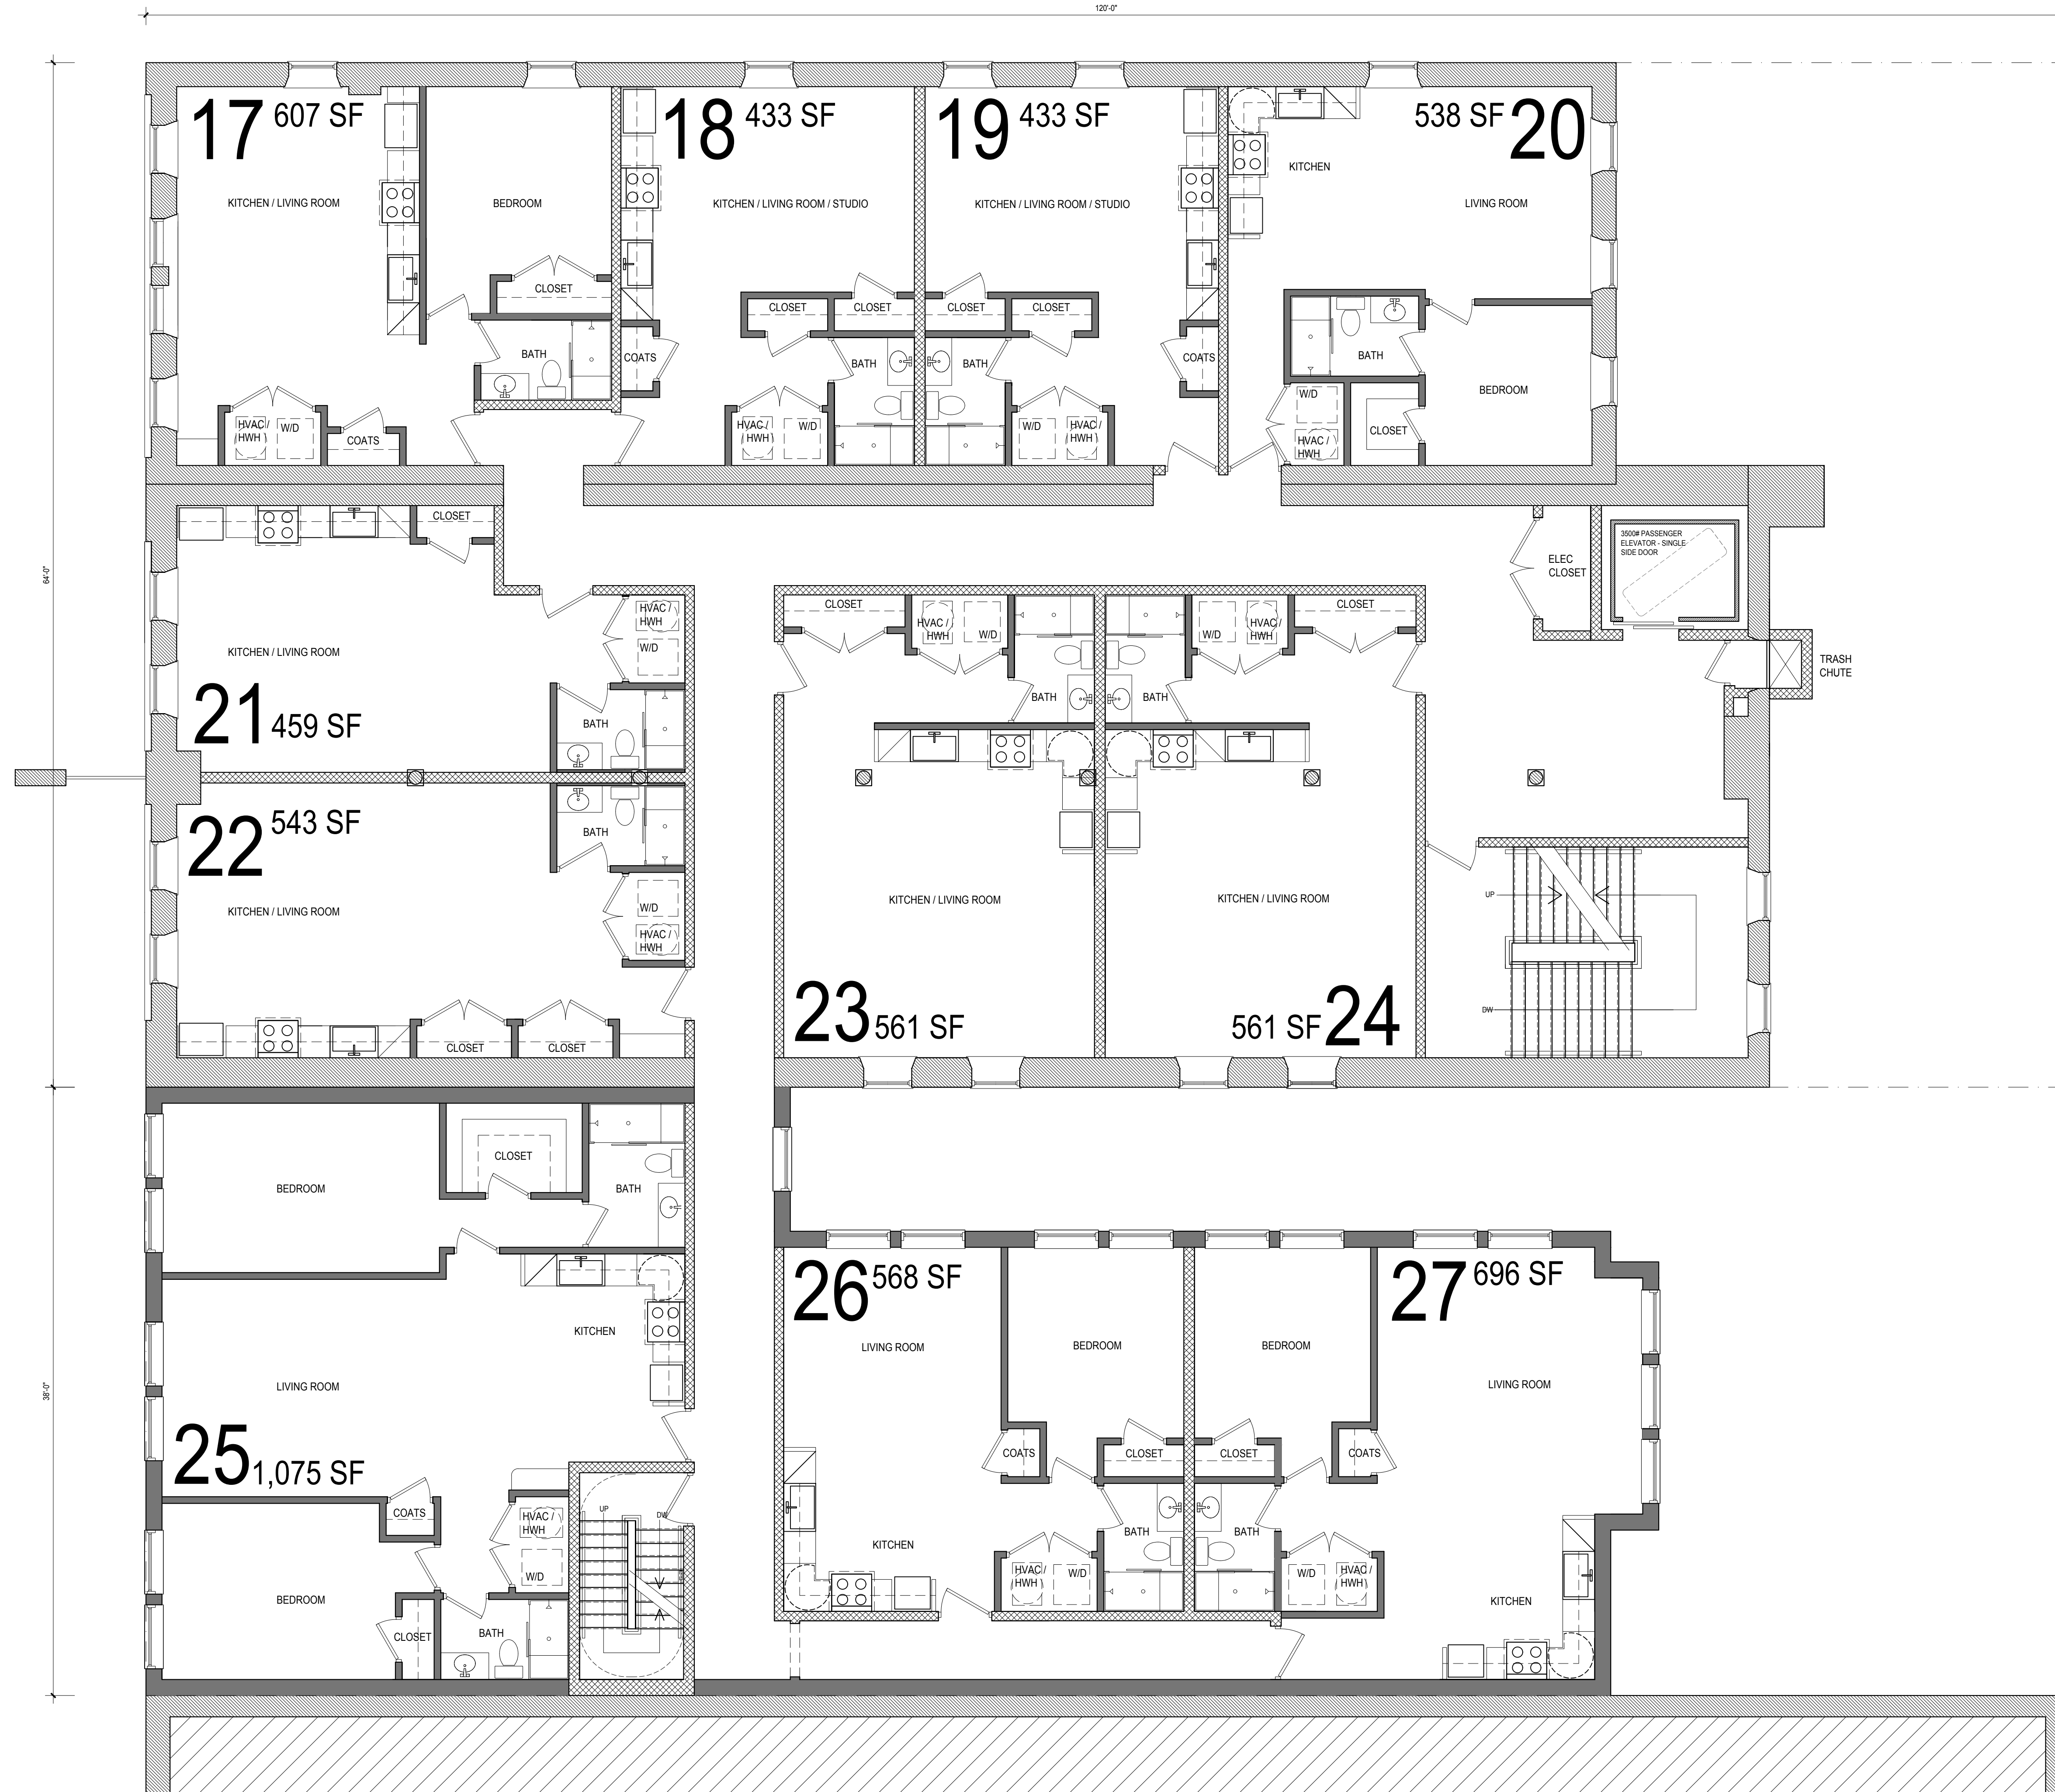 120'-0"
17 607 SF
KITCHEN / LIVING ROOM
BEDROOM
CLOSET
BATH
HVAC /
HWH
W/D
COATS
18 433 SF
KITCHEN / LIVING ROOM / STUDIO
CLOSET
CLOSET
COATS
BATH
HVAC /
HWH
W/D
19 433 SF
KITCHEN / LIVING ROOM / STUDIO
CLOSET
CLOSET
BATH
COATS
W/D
HVAC /
HWH
538 SF 20
KITCHEN
LIVING ROOM
BATH
BEDROOM
W/D
HVAC /
HWH
CLOSET
64'-0"
CLOSET
KITCHEN / LIVING ROOM
HVAC /
HWH
W/D
21 459 SF
BATH
22 543 SF
BATH
KITCHEN / LIVING ROOM
W/D
HVAC /
HWH
CLOSET
CLOSET
CLOSET
HVAC /
HWH
W/D
BATH
KITCHEN / LIVING ROOM
23 561 SF
W/D
HVAC /
HWH
CLOSET
BATH
KITCHEN / LIVING ROOM
561 SF 24
ELEC
CLOSET
3500# PASSENGER
ELEVATOR - SINGLE
SIDE DOOR
TRASH
CHUTE
UP
DW
38'-0"
BEDROOM
CLOSET
BATH
KITCHEN
LIVING ROOM
25 1,075 SF
COATS
HVAC /
HWH
W/D
UP
DW
BEDROOM
CLOSET
BATH
26 568 SF
LIVING ROOM
BEDROOM
COATS
CLOSET
BATH
KITCHEN
HVAC /
HWH
W/D
27 696 SF
BEDROOM
LIVING ROOM
CLOSET
COATS
BATH
W/D
HVAC /
HWH
KITCHEN